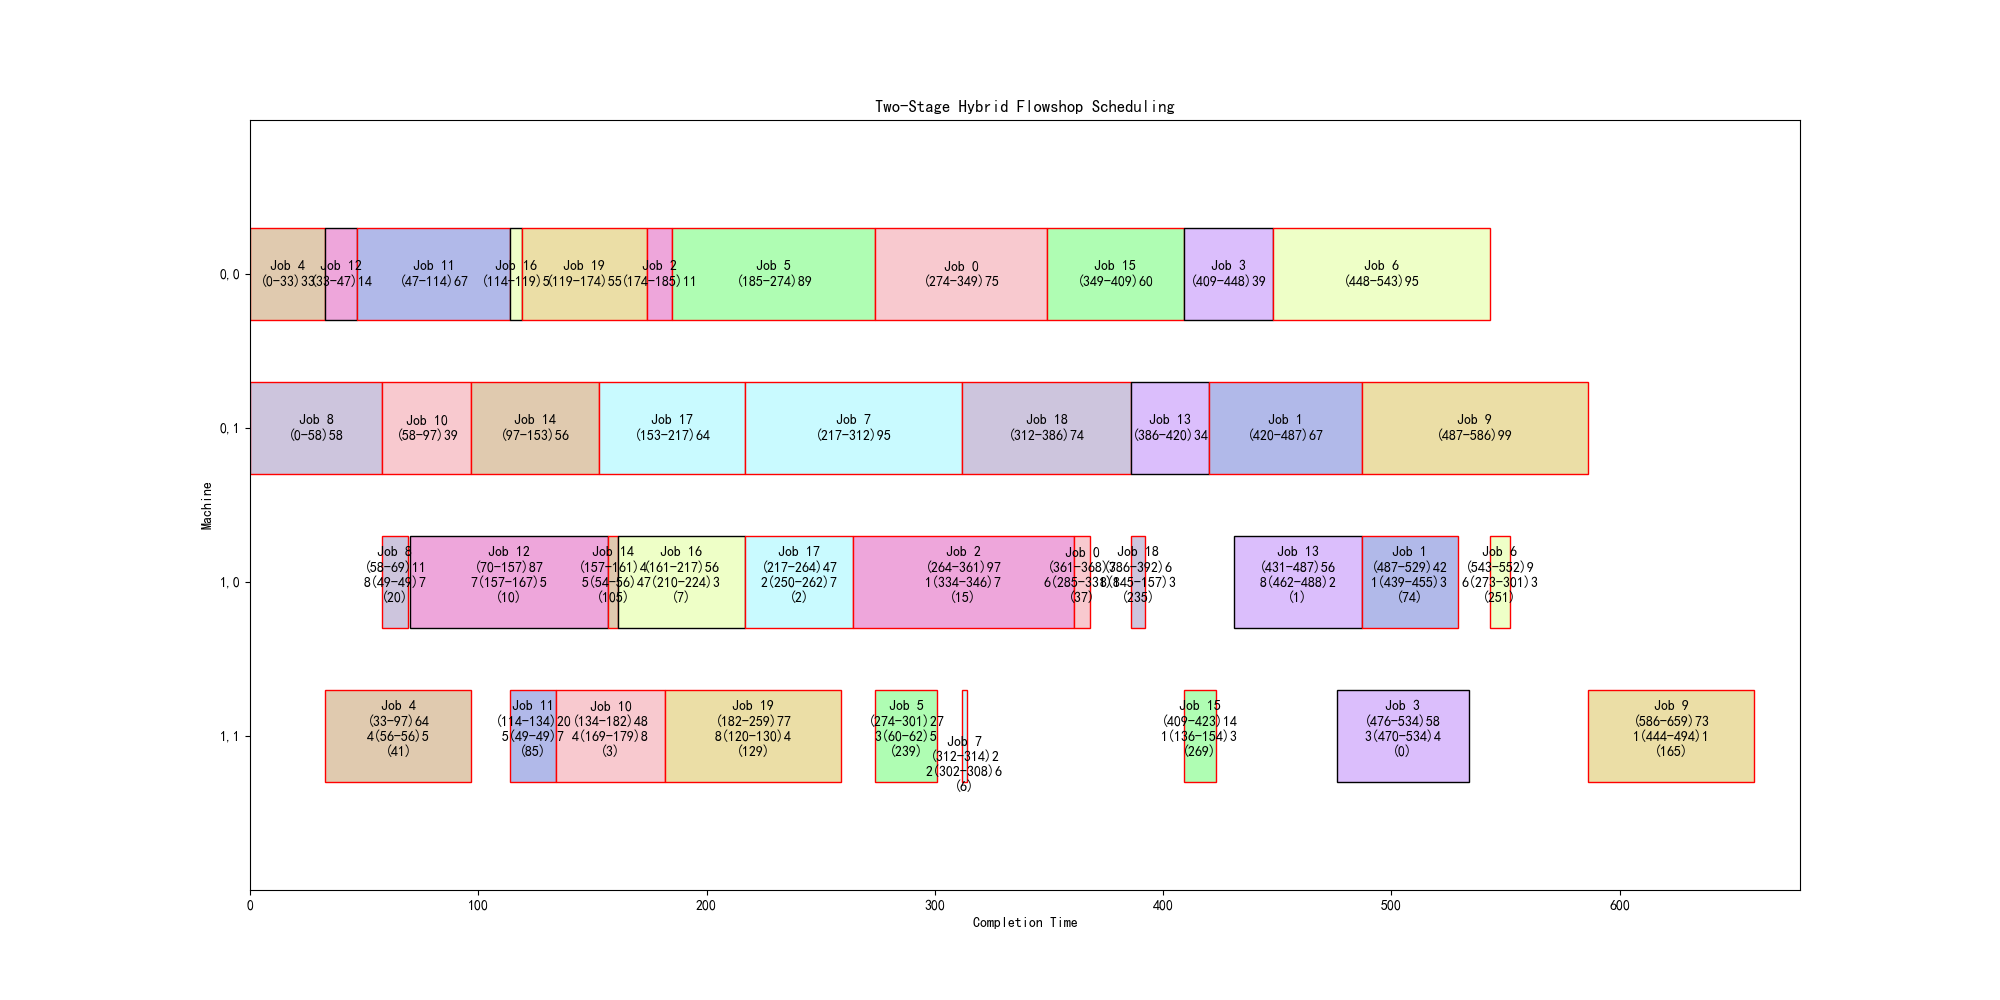 Two-Stage Hybrid Flowshop Scheduling
Machine
0,0
Job 4
(0-33)33
Job 12
(33-47)14
Job 11
(47-114)67
Job 16
(114-119)5
Job 19
(119-174)55
Job 2
(174-185)11
Job 5
(185-274)89
Job 0
(274-349)75
Job 15
(349-409)60
Job 3
(409-448)39
Job 6
(448-543)95
0,1
Job 8
(0-58)58
Job 10
(58-97)39
Job 14
(97-153)56
Job 17
(153-217)64
Job 7
(217-312)95
Job 18
(312-386)74
Job 13
(386-420)34
Job 1
(420-487)67
Job 9
(487-586)99
1,0
Job 8
(58-69)11
8(49-49)7
(20)
Job 12
(70-157)87
7(157-167)5
(10)
Job 14
(157-161)4
5(54-56)4
(105)
Job 16
(161-217)56
7(210-224)3
(7)
Job 17
(217-264)47
2(250-262)7
(2)
Job 2
(264-361)97
1(334-346)7
(15)
Job 0
(361-368)7
(37)
Job 18
(386-392)6
(235)
Job 13
(431-487)56
8(462-488)2
(1)
Job 1
(487-529)42
1(439-455)3
(74)
Job 6
(543-552)9
6(273-301)3
(251)
1,1
Job 4
(33-97)64
4(56-56)5
(41)
Job 11
(114-134)20
5(49-49)7
(85)
Job 10
(134-182)48
4(169-179)8
(3)
Job 19
(182-259)77
8(120-130)4
(129)
Job 5
(274-301)27
3(60-62)5
(239)
Job 7
(312-314)2
2(302-308)6
(6)
Job 15
(409-423)14
1(136-154)3
(269)
Job 3
(476-534)58
3(470-534)4
(0)
Job 9
(586-659)73
1(444-494)1
(165)
0
100
200
300
400
500
600
Completion Time